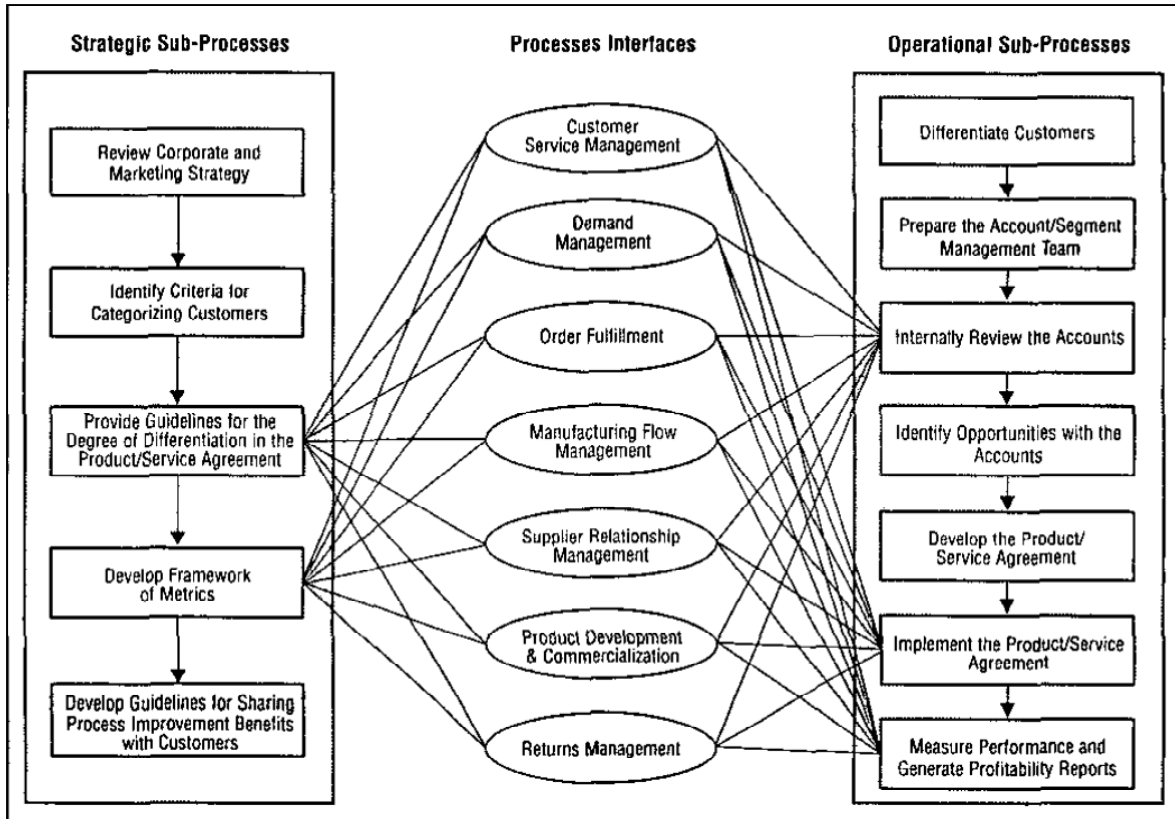 Strategic Sub-Processes
Processes Interfaces
Operational Sub-Processes
Review Corporate and
Marketing Strategy
Identify Criteria for
Categorizing Customers
Provide Guidelines for the
Degree of Differentiation in the
Product/Service Agreement
Develop Framework
of Metrics
Develop Guidelines for Sharing
Process Improvement Benefits
with Customers
Customer
Service Management
Demand
Management
Order Fulfillment
Manufacturing Flow
Management
Supplier Relationship
Management
Product Development
& Commercialization
Returns Management
Differentiate Customers
Prepare the Account/Segment
Management Team
Internally Review the Accounts
Identify Opportunities with the
Accounts
Develop the Product/
Service Agreement
Implement the Product/Service
Agreement
Measure Performance and
Generate Profitability Reports